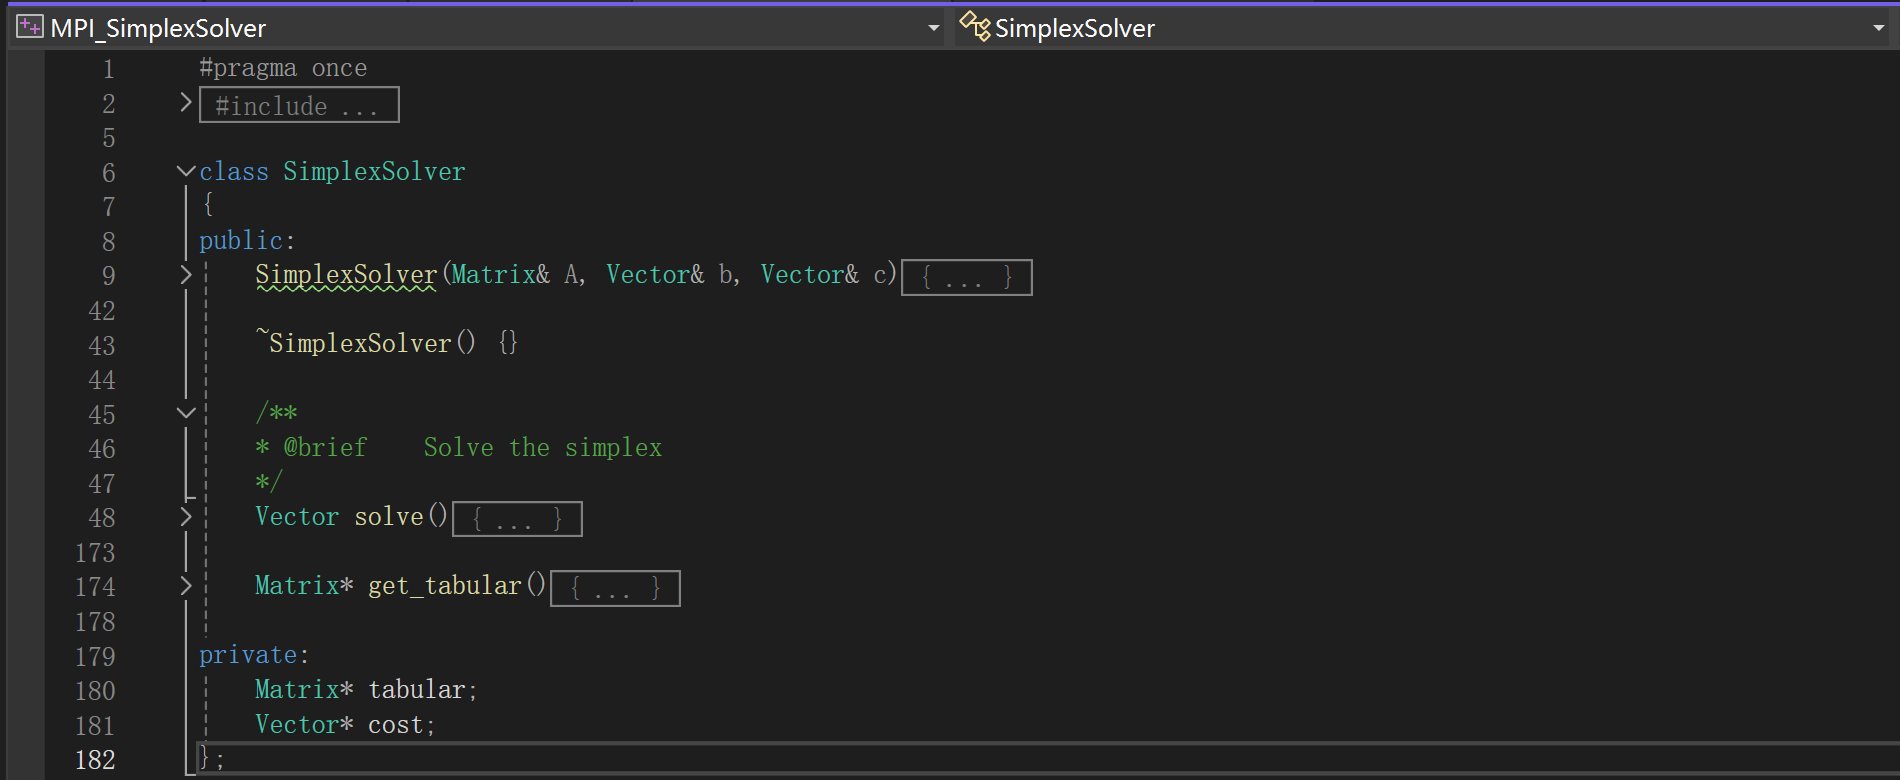 MPI_SimplexSolver SimplexSolver
1 #pragma once
2 #include ...
5
6 class SimplexSolver
7 {
8 public:
9 SimplexSolver(Matrix& A, Vector& b, Vector& c){ ... }
42
43 ~SimplexSolver() {}
44
45 /**
46 * @brief    Solve the simplex
47 */
48 Vector solve(){ ... }
173
174 Matrix* get_tabular(){ ... }
178
179 private:
180 Matrix* tabular;
181 Vector* cost;
182 };